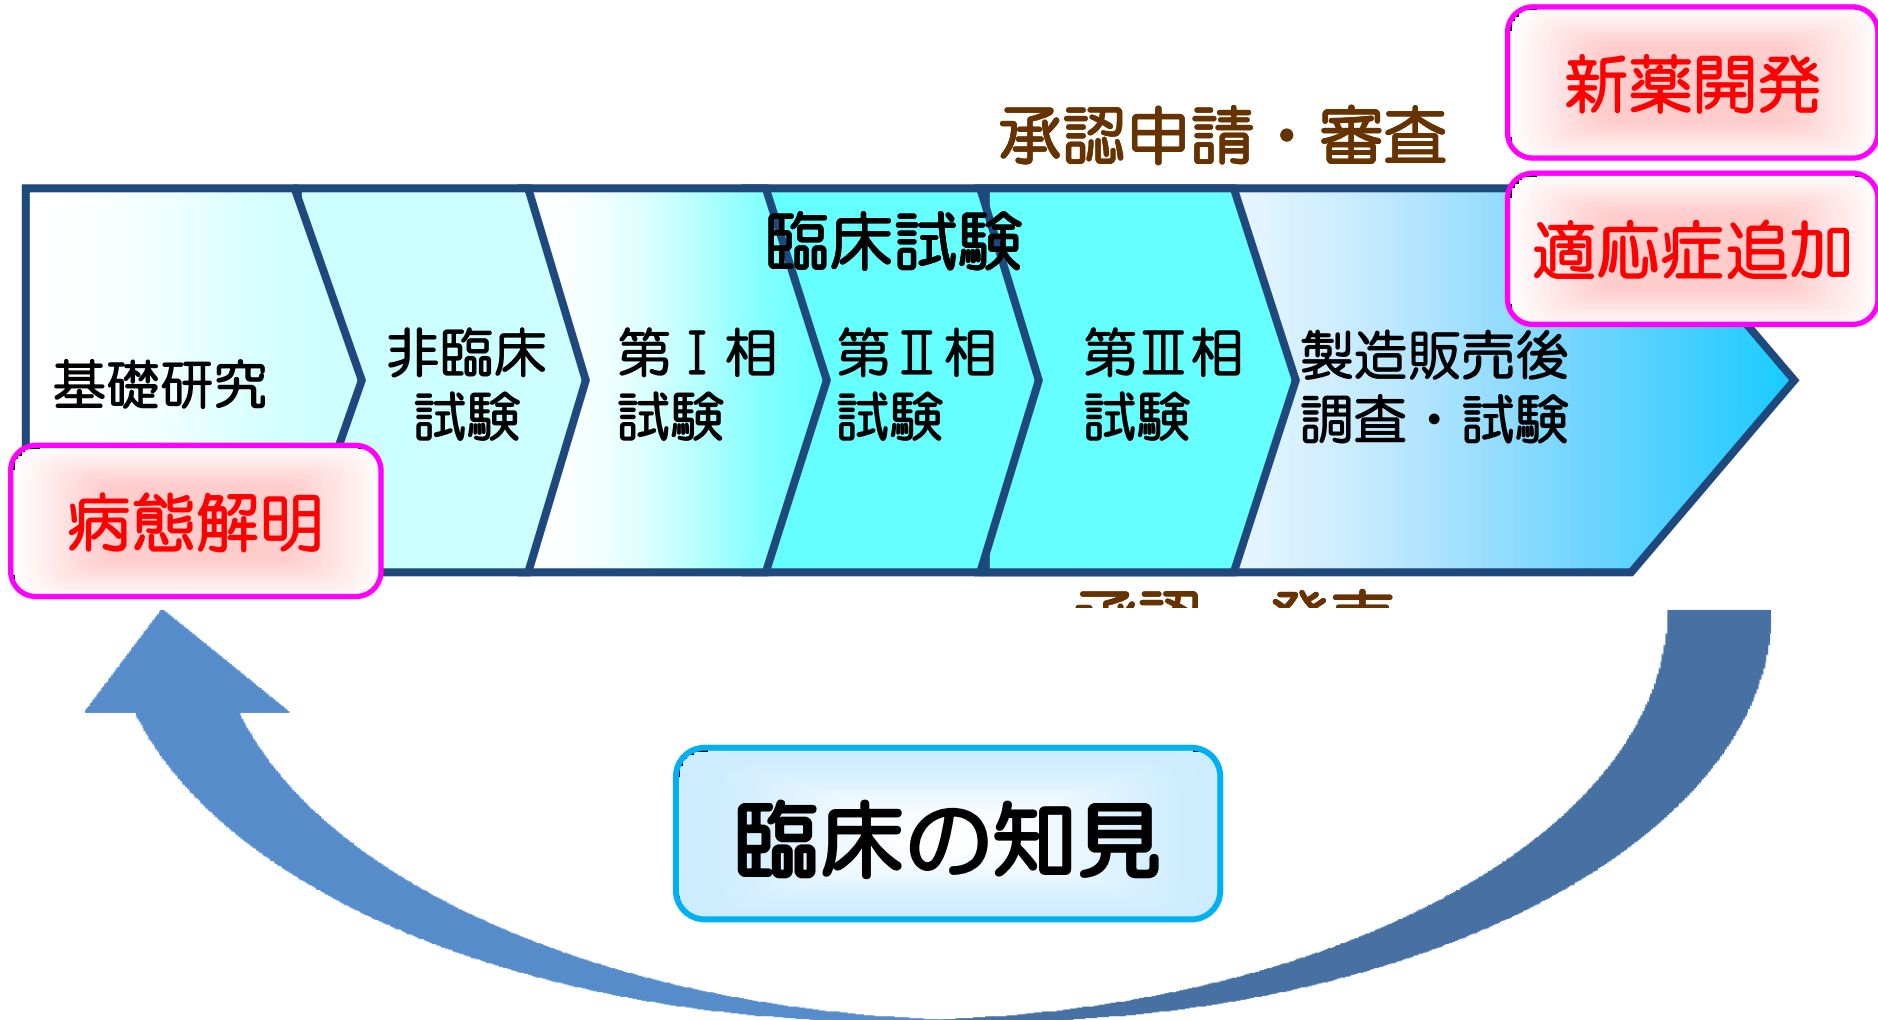 新薬開発
承認申請・審査
適応症追加
臨床試験
基礎研究
非臨床
試験
第Ⅰ相
試験
第Ⅱ相
試験
第Ⅲ相
試験
製造販売後
調査・試験
病態解明
臨床の知見